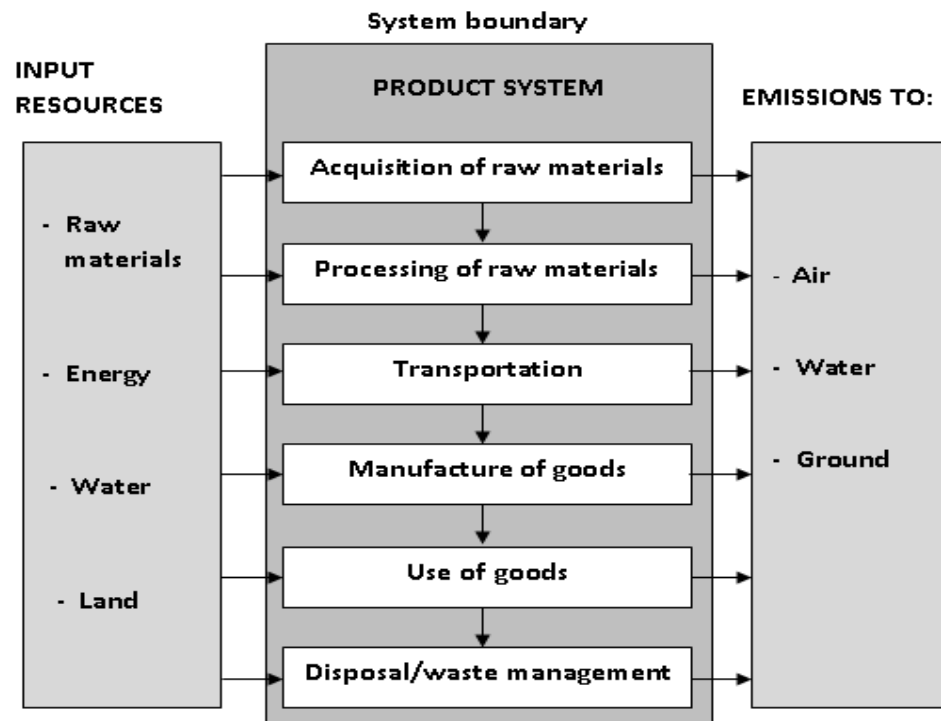 System boundary
INPUT
RESOURCES
PRODUCT SYSTEM
EMISSIONS TO:
- Raw
materials
- Energy
- Water
- Land
Acquisition of raw materials
Processing of raw materials
Transportation
Manufacture of goods
Use of goods
Disposal/waste management
- Air
- Water
- Ground